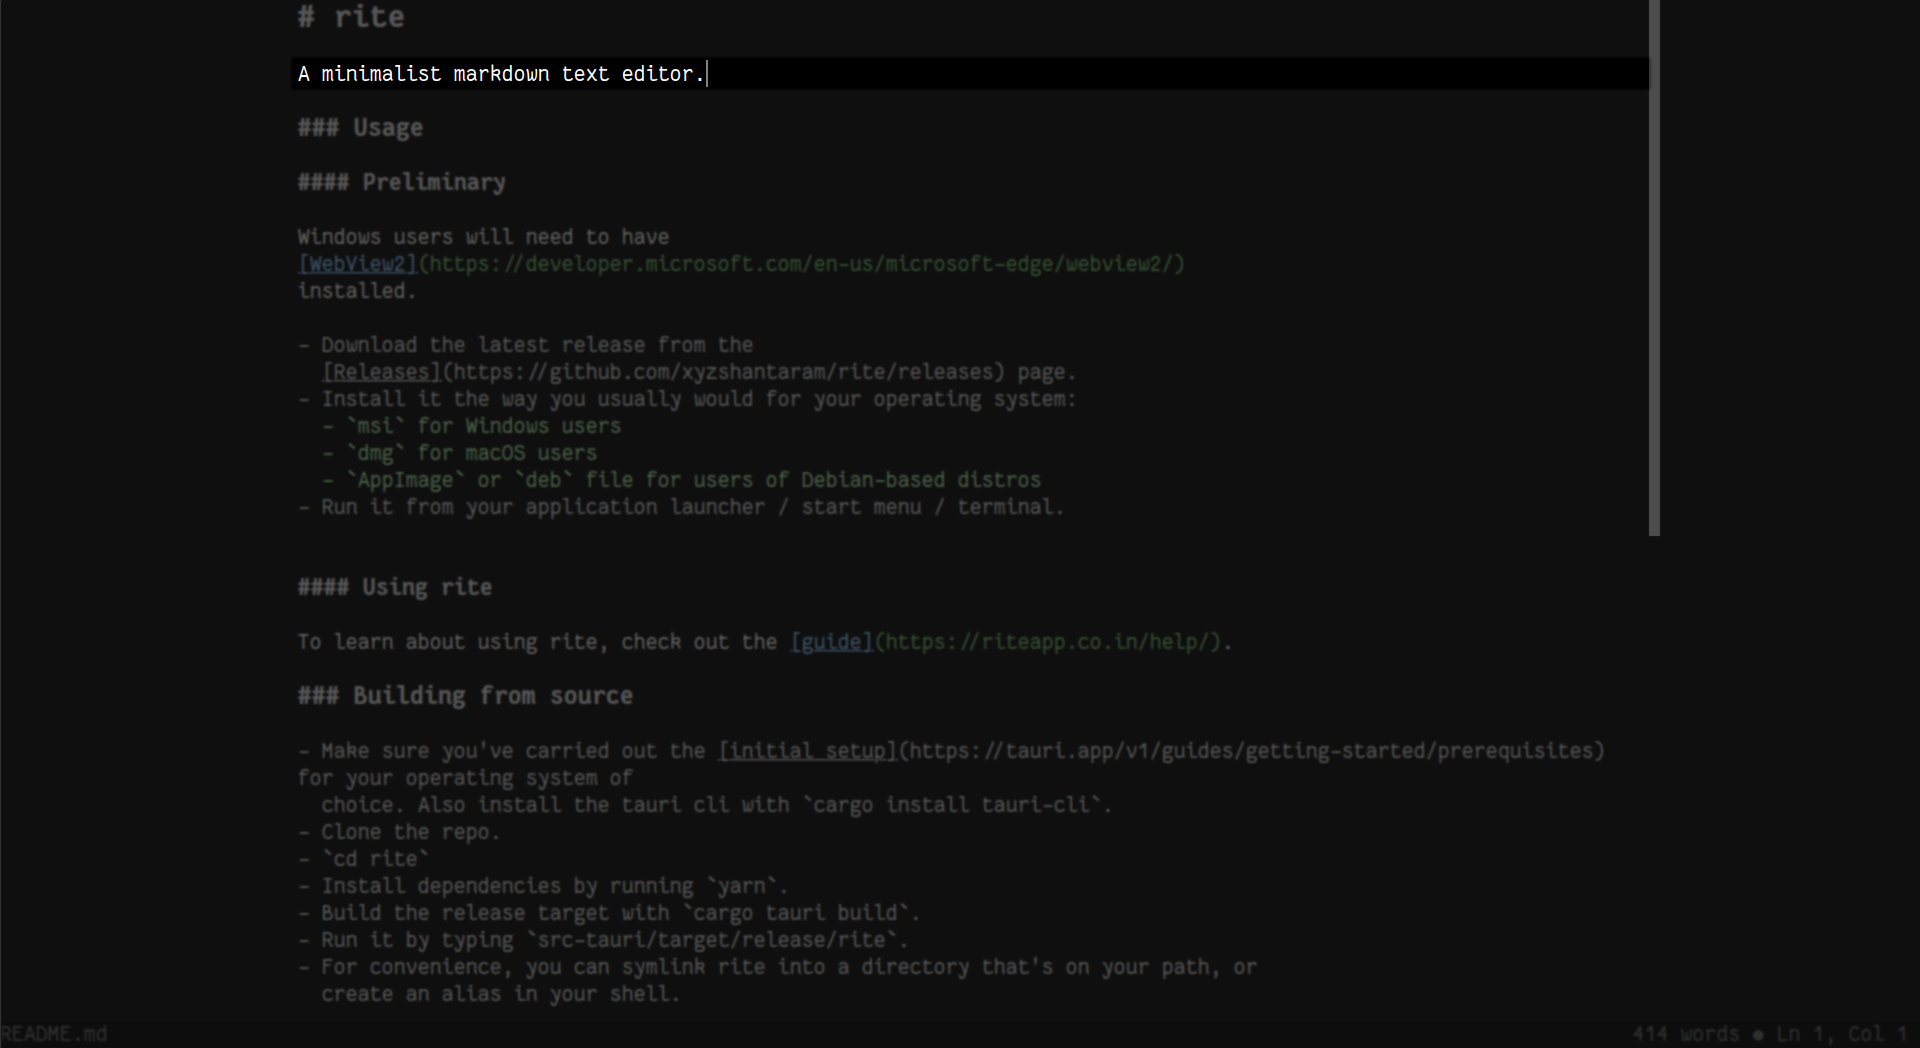 # rite
A minimalist markdown text editor.
### Usage
#### Preliminary
Windows users will need to have
[WebView2](https://developer.microsoft.com/en-us/microsoft-edge/webview2/)
installed.
- Download the latest release from the
[Releases](https://github.com/xyzshantaram/rite/releases) page.
- Install it the way you usually would for your operating system:
- `msi` for Windows users
- `dmg` for macOS users
- `AppImage` or `deb` file for users of Debian-based distros
- Run it from your application launcher / start menu / terminal.
#### Using rite
To learn about using rite, check out the [guide](https://riteapp.co.in/help/).
### Building from source
- Make sure you've carried out the [initial setup](https://tauri.app/v1/guides/getting-started/prerequisites)
for your operating system of
choice. Also install the tauri cli with `cargo install tauri-cli`.
- Clone the repo.
- `cd rite`
- Install dependencies by running `yarn`.
- Build the release target with `cargo tauri build`.
- Run it by typing `src-tauri/target/release/rite`.
- For convenience, you can symlink rite into a directory that's on your path, or
create an alias in your shell.
README.md 414 words ● Ln 1, Col 1